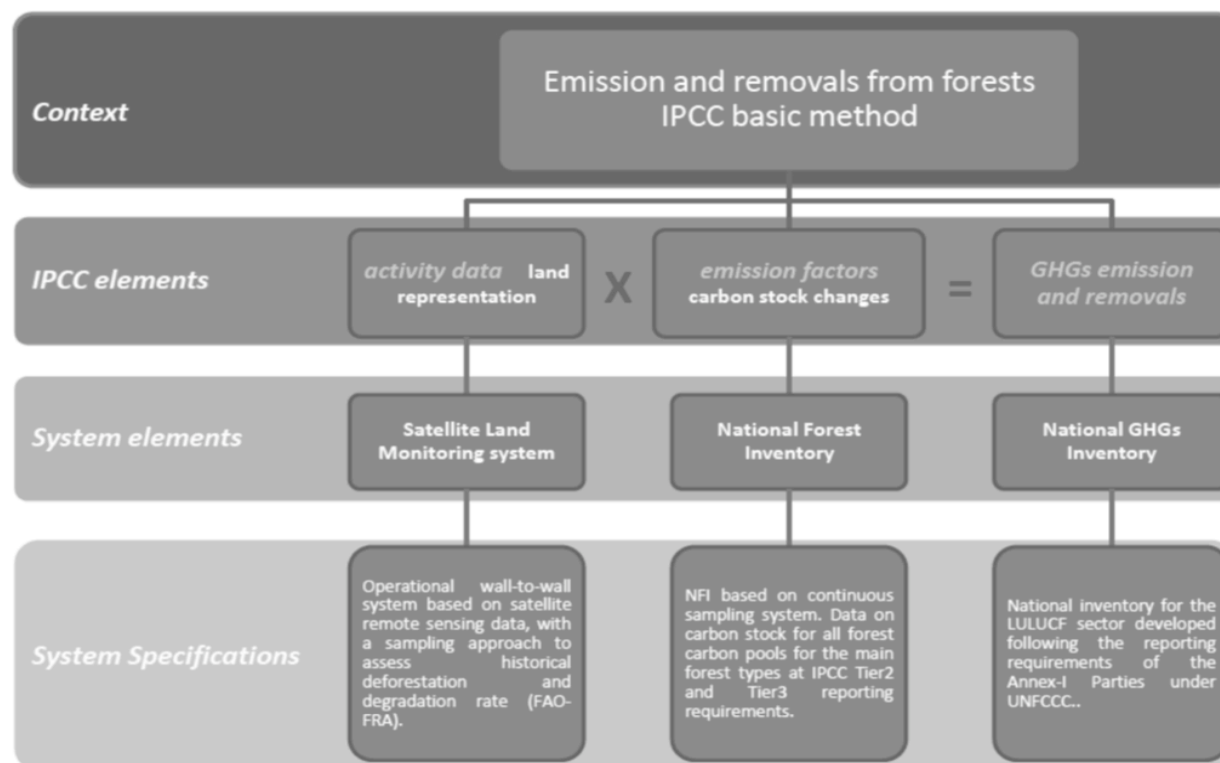 Context
Emission and removals from forests
IPCC basic method
IPCC elements
activity data land
representation
X
emission factors
carbon stock changes
=
GHGs emission
and removals
System elements
Satellite Land
Monitoring system
National Forest
Inventory
National GHGs
Inventory
System Specifications
Operational wall-to-wall
system based on satellite
remote sensing data, with
a sampling approach to
assess historical
deforestation and
degradation rate (FAO-
FRA).
NFI based on continuous
sampling system. Data on
carbon stock for all forest
carbon pools for the main
forest types at IPCC Tier2
and Tier3 reporting
requirements.
National inventory for the
LULUCF sector developed
following the reporting
requirements of the
Annex-I Parties under
UNFCCC..